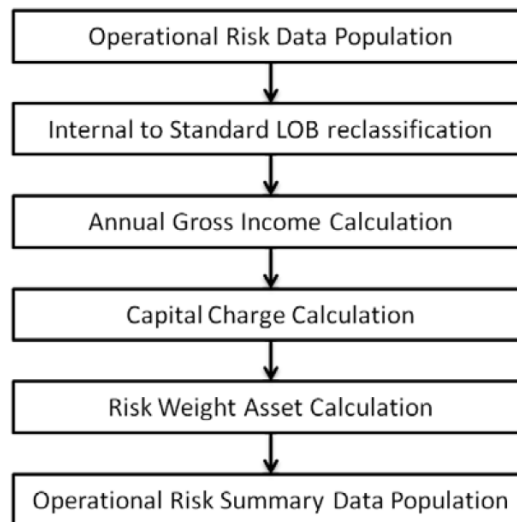 Operational Risk Data Population
Internal to Standard LOB reclassification
Annual Gross Income Calculation
Capital Charge Calculation
Risk Weight Asset Calculation
Operational Risk Summary Data Population